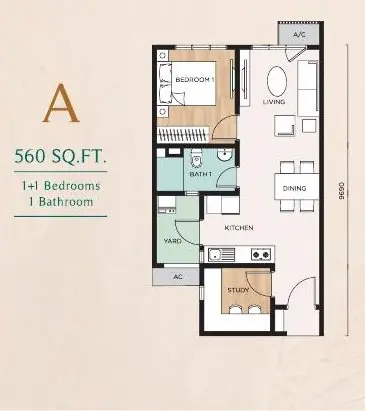 A
560 SQ.FT.
1+1 Bedrooms
1 Bathroom
A/C
BEDROOM 1
LIVING
BATH 1
DINING
9690
KITCHEN
YARD
AC
STUDY